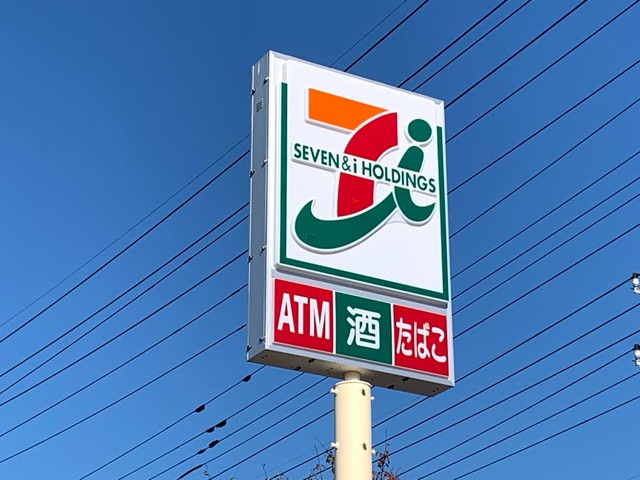 SEVEN & i HOLDINGS
ATM 酒 たばこ